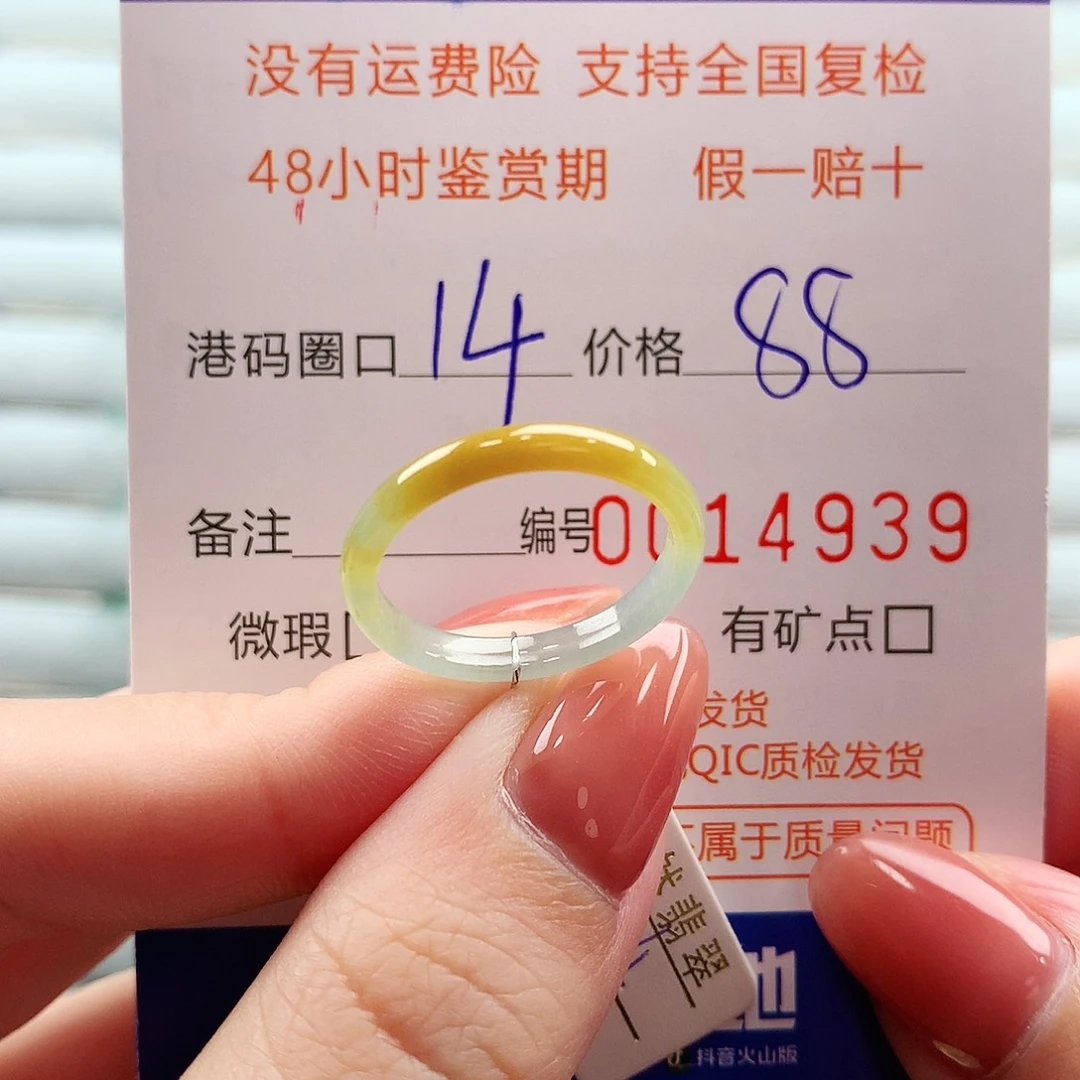 没有运费险 支持全国复检
48小时鉴赏期 假一赔十
港码圈口 14 价格 88
备注 编号 0014939
微瑕 有矿点□
发货
QIC质检发货
属于质量问题
翡翠
地
抖音火山版